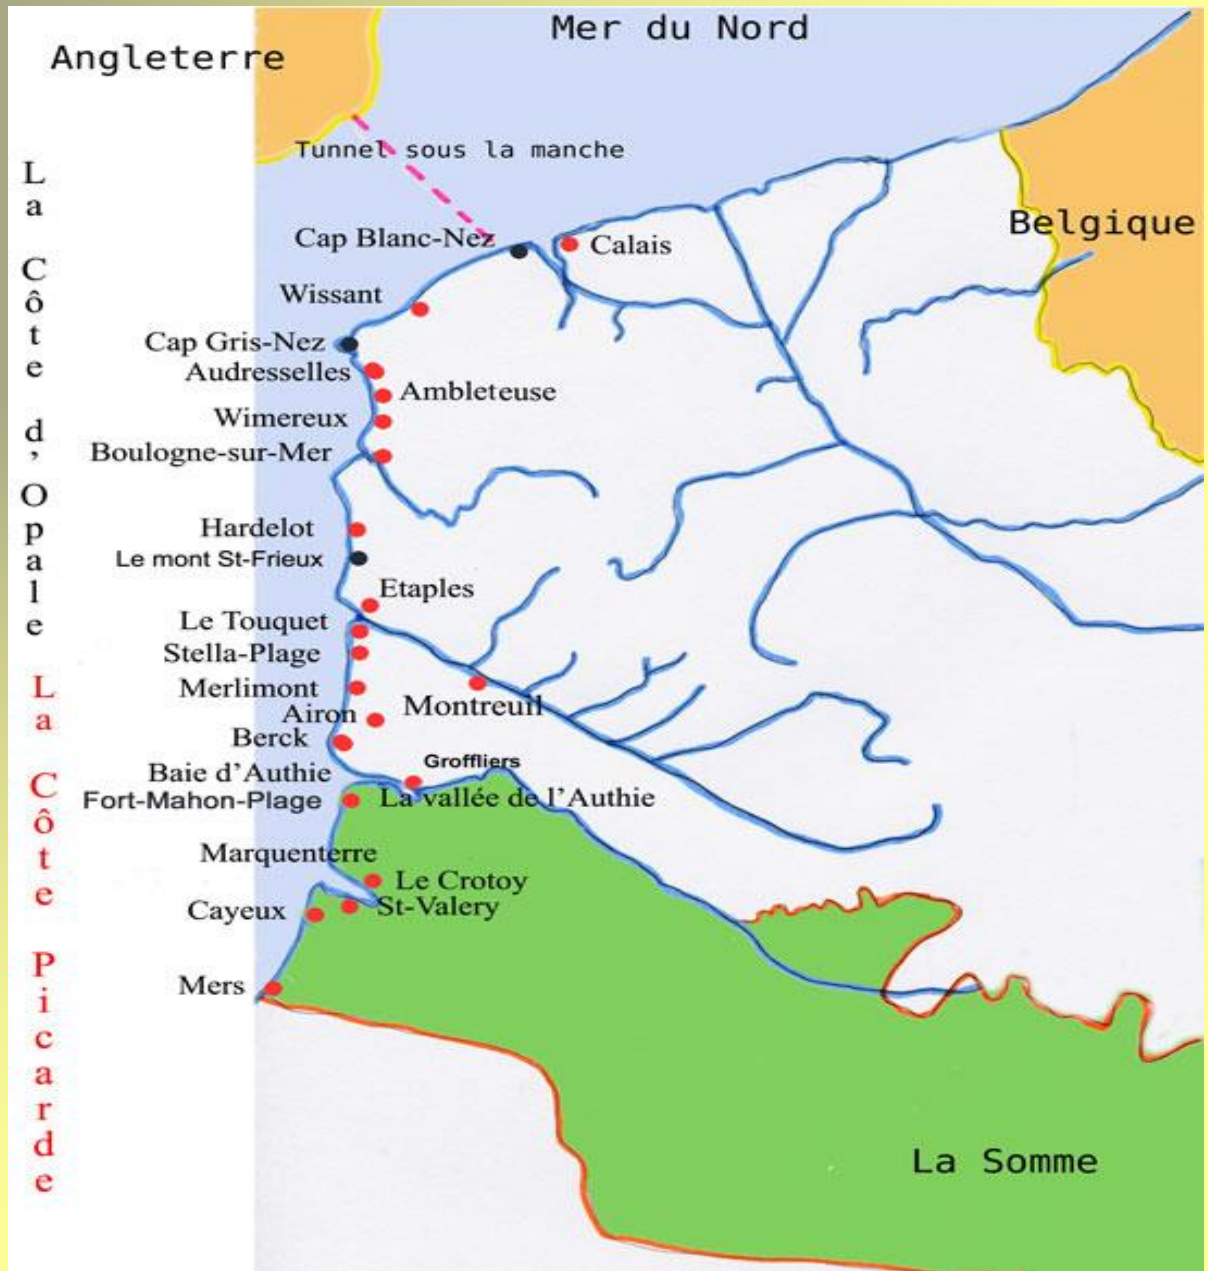 Mer du Nord
Angleterre
Tunnel sous la manche
Belgique
Cap Blanc-Nez
Calais
Wissant
Cap Gris-Nez
Audresselles
Ambleteuse
Wimereux
Boulogne-sur-Mer
Hardelot
Le mont St-Frieux
Etaples
Le Touquet
Stella-Plage
Merlimont
Montreuil
Airon
Berck
Groffliers
Baie d'Authie
Fort-Mahon-Plage
La vallée de l'Authie
Marquenterre
Le Crotoy
St-Valery
Cayeux
Mers
La Somme
La Côte d'Opale
La Côte Picarde